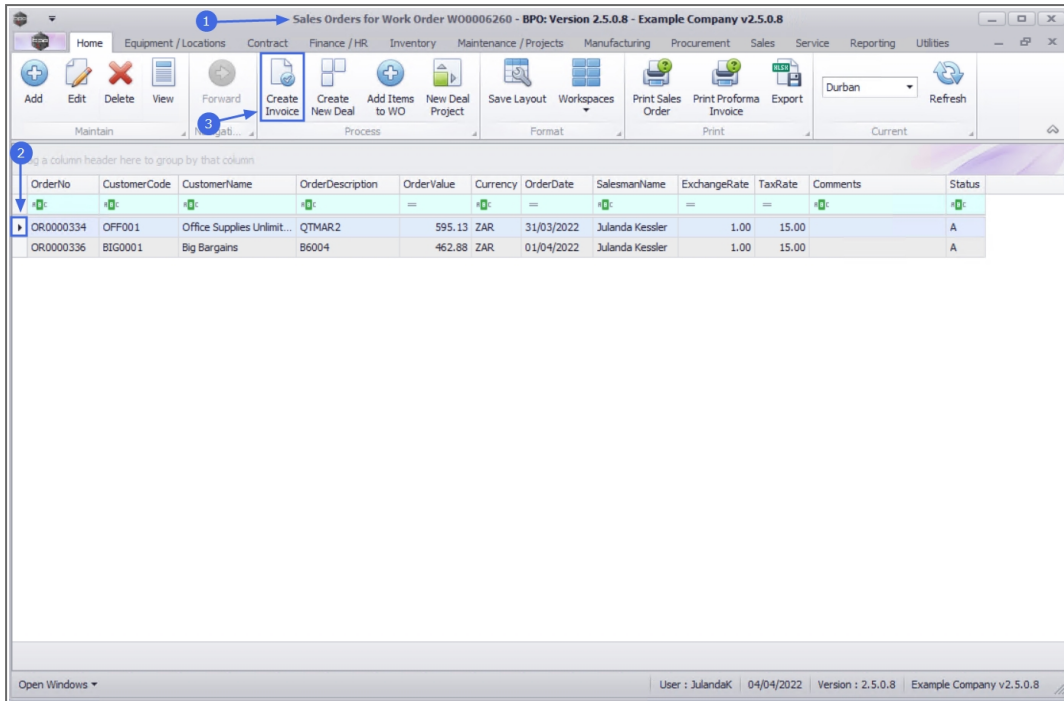 1
Sales Orders for Work Order WO0006260 - BPO: Version 2.5.0.8 - Example Company v2.5.0.8
Home Equipment / Locations Contract Finance / HR Inventory Maintenance / Projects Manufacturing Procurement Sales Service Reporting Utilities
Add Edit Delete View Forward Create Invoice Create New Deal Add Items to WO New Deal Project Save Layout Workspaces Print Sales Order Print Proforma Invoice Export Durban Refresh
3
Maintain Process Format Print Current
2
a column header here to group by that column
OrderNo CustomerCode CustomerName OrderDescription OrderValue Currency OrderDate SalesmanName ExchangeRate TaxRate Comments Status
= = = =
OR0000334 OFF001 Office Supplies Unlimit... QTMAR2 595.13 ZAR 31/03/2022 Julanda Kessler 1.00 15.00 A
OR0000336 BIG0001 Big Bargains B6004 462.88 ZAR 01/04/2022 Julanda Kessler 1.00 15.00 A
Open Windows User : JulandaK 04/04/2022 Version : 2.5.0.8 Example Company v2.5.0.8